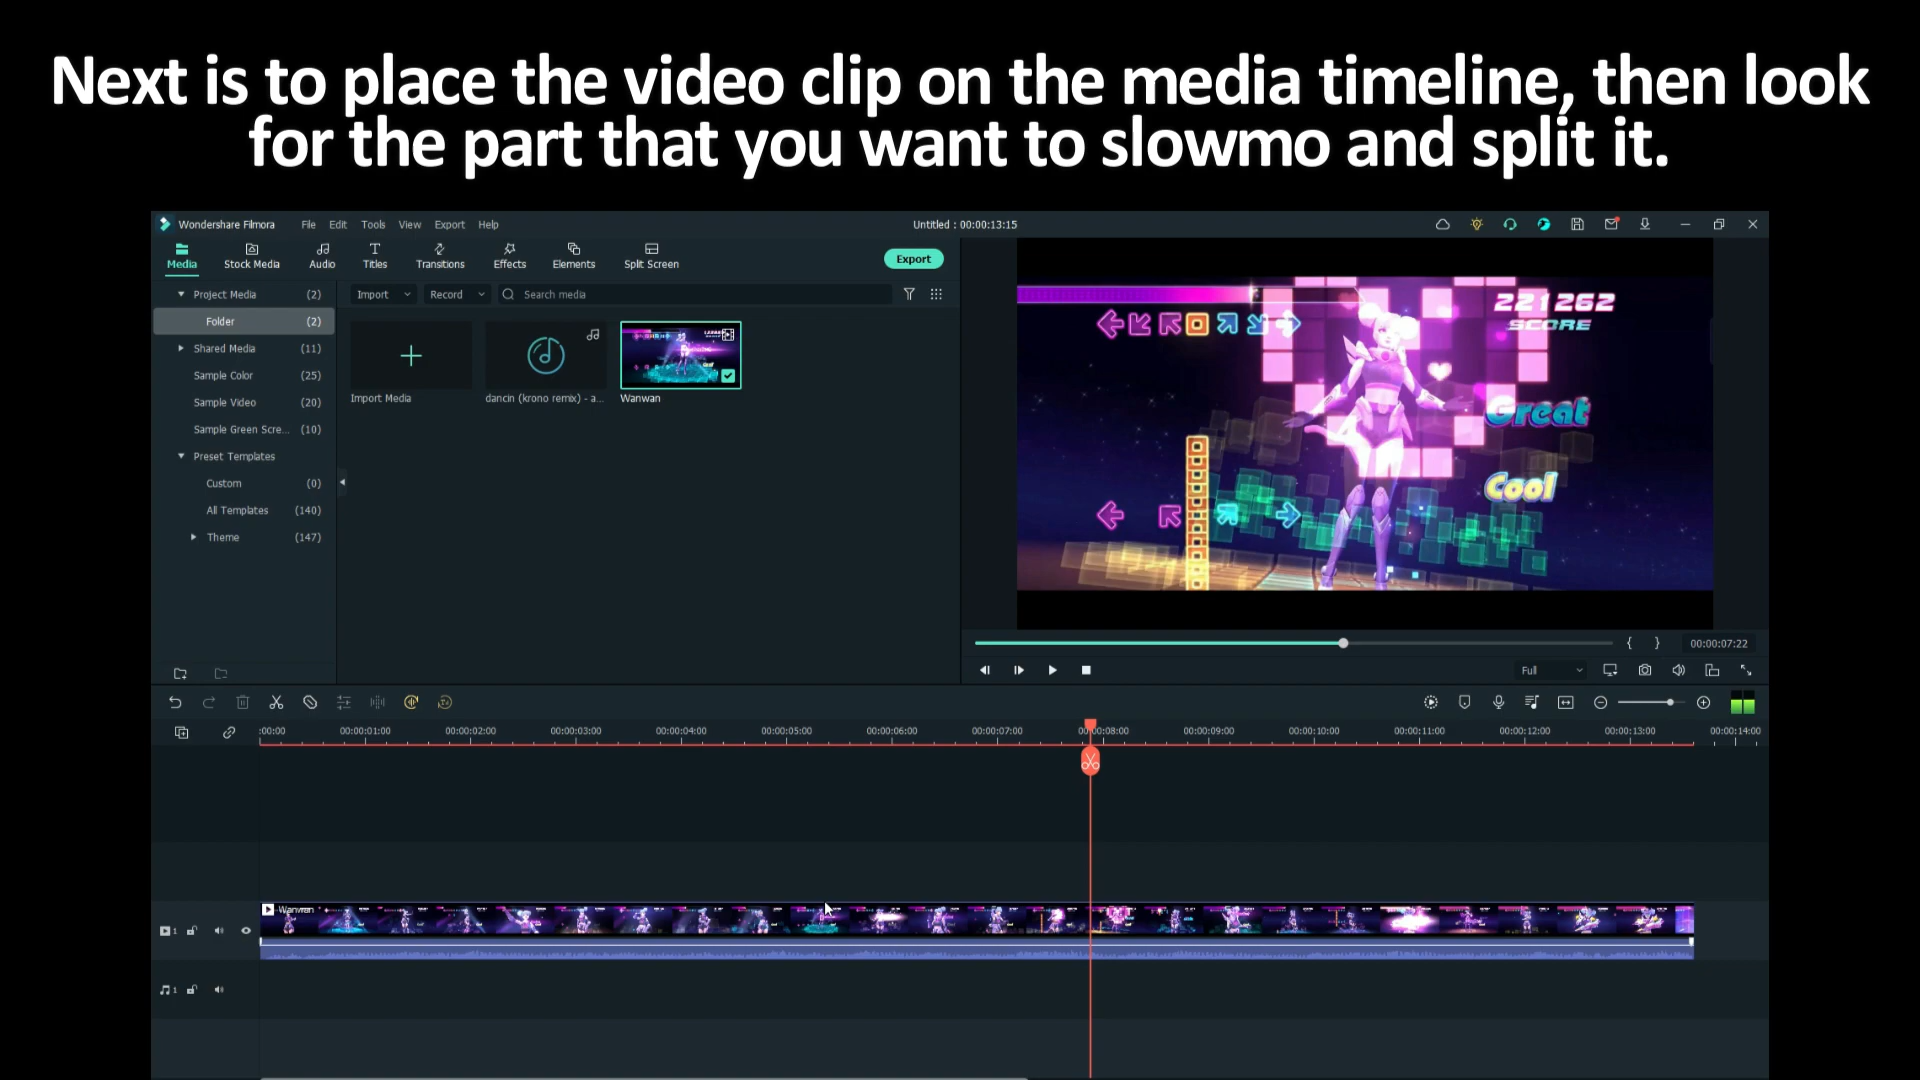 Next is to place the video clip on the media timeline, then look
for the part that you want to slowmo and split it.
Wondershare Filmora File Edit Tools View Export Help Untitled : 00:00:13:15
Media Stock Media Audio Titles Transitions Effects Elements Split Screen Export
Project Media (2) Import Record Search media
Folder (2)
Shared Media (11)
Sample Color (25)
Sample Video (20)
Sample Green Scre... (10)
Preset Templates
Custom (0)
All Templates (140)
Theme (147)
Import Media dancin (krono remix) - a... Wanwan
221262
SCORE
Great
Cool
{ } 00:00:07:22
Full
:00:00 00:00:01:00 00:00:02:00 00:00:03:00 00:00:04:00 00:00:05:00 00:00:06:00 00:00:07:00 00:00:08:00 00:00:09:00 00:00:10:00 00:00:11:00 00:00:12:00 00:00:13:00 00:00:14:00
Wanwan
1
1